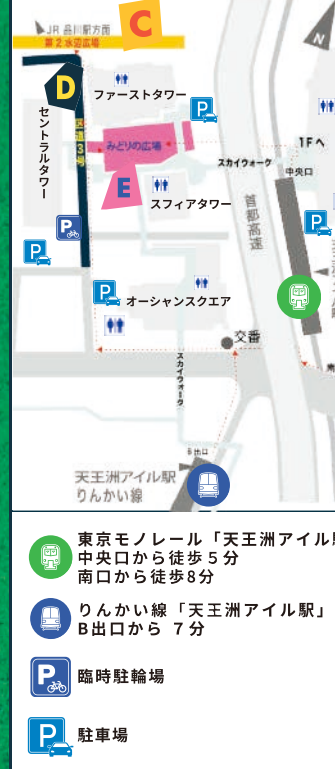 C
JR 品川駅方面
第2水辺広場
N
D
ファーストタワー
P
セントラルタワー
区道3号
みどりの広場
1Fへ
スカイウォーク
中央口
E
スフィアタワー
首都高速
P
P
P
P
オーシャンスクエア
交番
スカイウォーク
B出口
天王洲アイル駅
りんかい線
東京モノレール「天王洲アイル
中央口から徒歩5分
南口から徒歩8分
りんかい線「天王洲アイル駅」
B出口から 7分
P
臨時駐輪場
P
駐車場